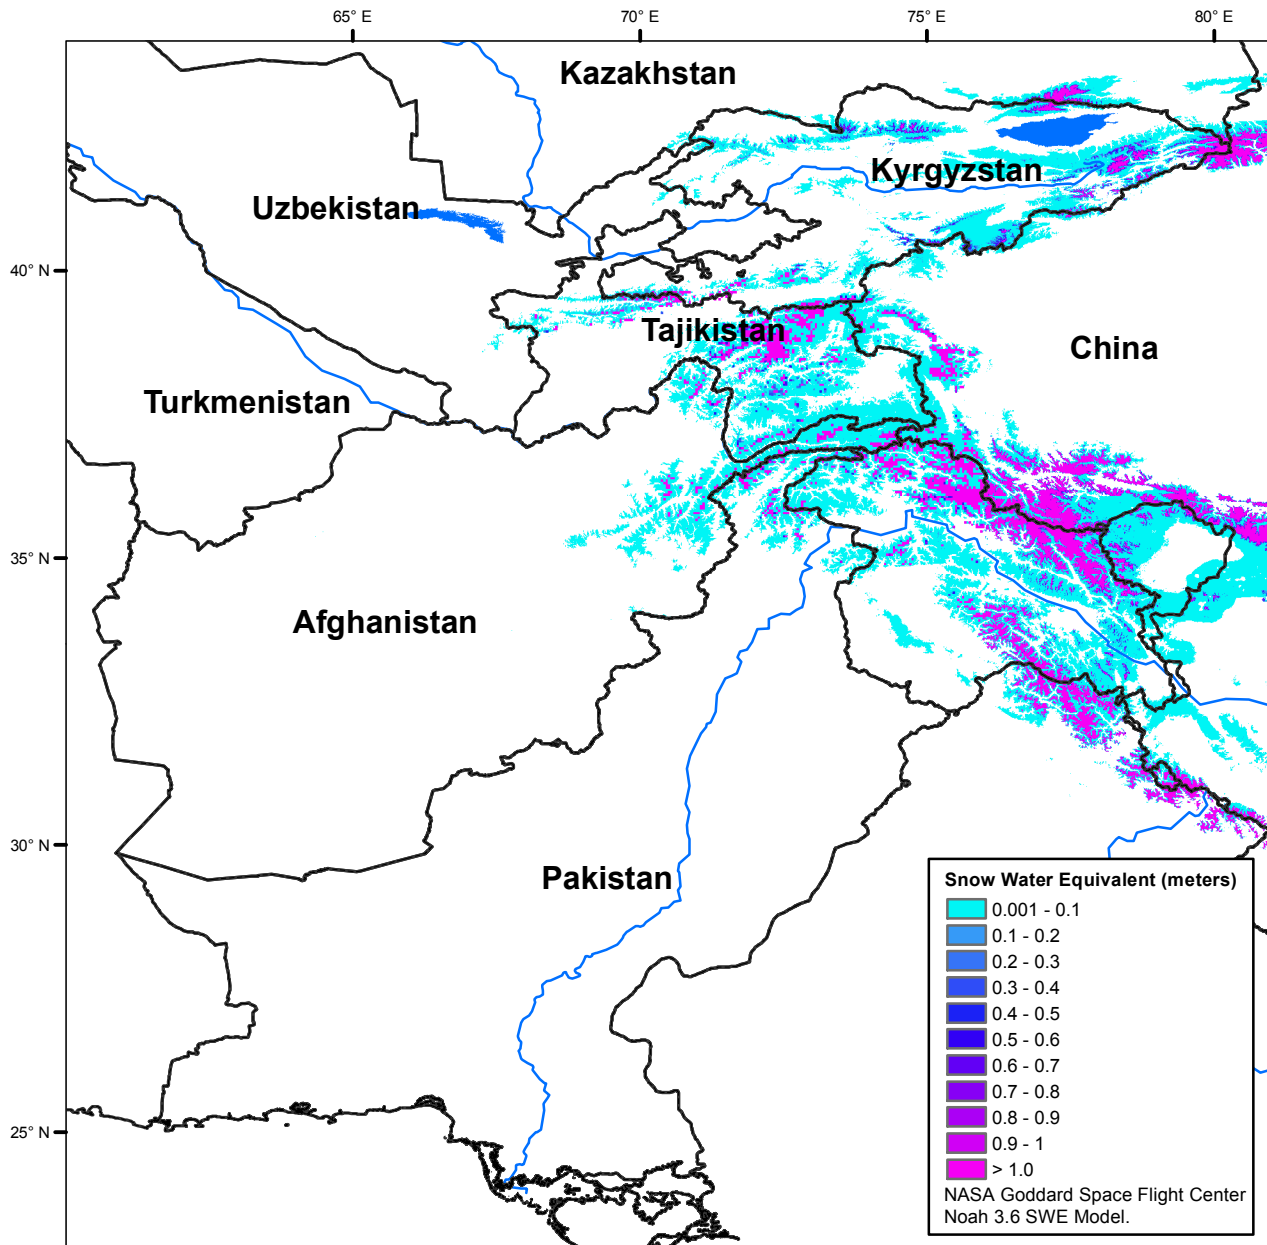 65° E
70° E
75° E
80° E
Kazakhstan
Kyrgyzstan
Uzbekistan
40° N
Tajikistan
China
Turkmenistan
35° N
Afghanistan
30° N
Pakistan
25° N
Snow Water Equivalent (meters)
0.001 - 0.1
0.1 - 0.2
0.2 - 0.3
0.3 - 0.4
0.4 - 0.5
0.5 - 0.6
0.6 - 0.7
0.7 - 0.8
0.8 - 0.9
0.9 - 1
> 1.0
NASA Goddard Space Flight Center
Noah 3.6 SWE Model.